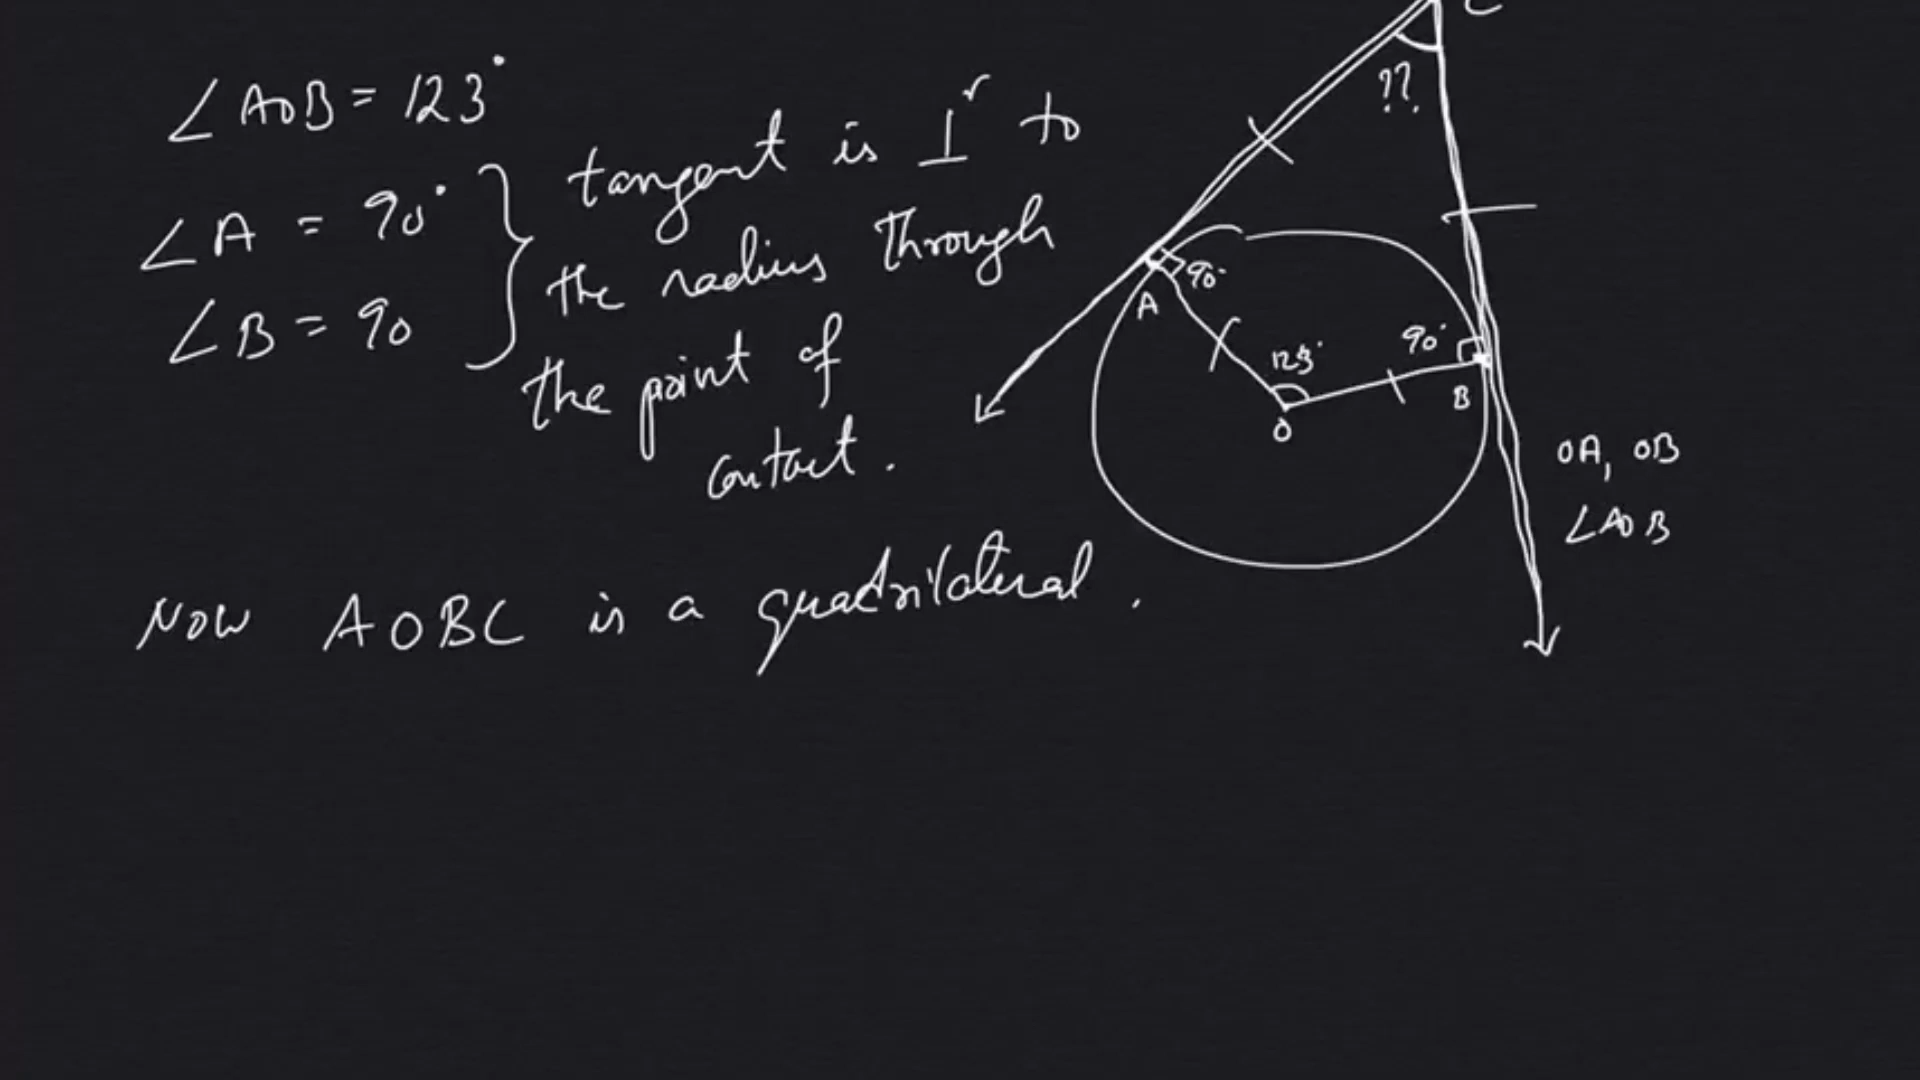 ∠AOB = 123°
∠A = 90°
∠B = 90
tangent is ⊥r to
the radius through
the point of
contact.
Now AOBC is a quadrilateral.
C
??
90°
A
123°
90°
B
O
OA, OB
∠AOB